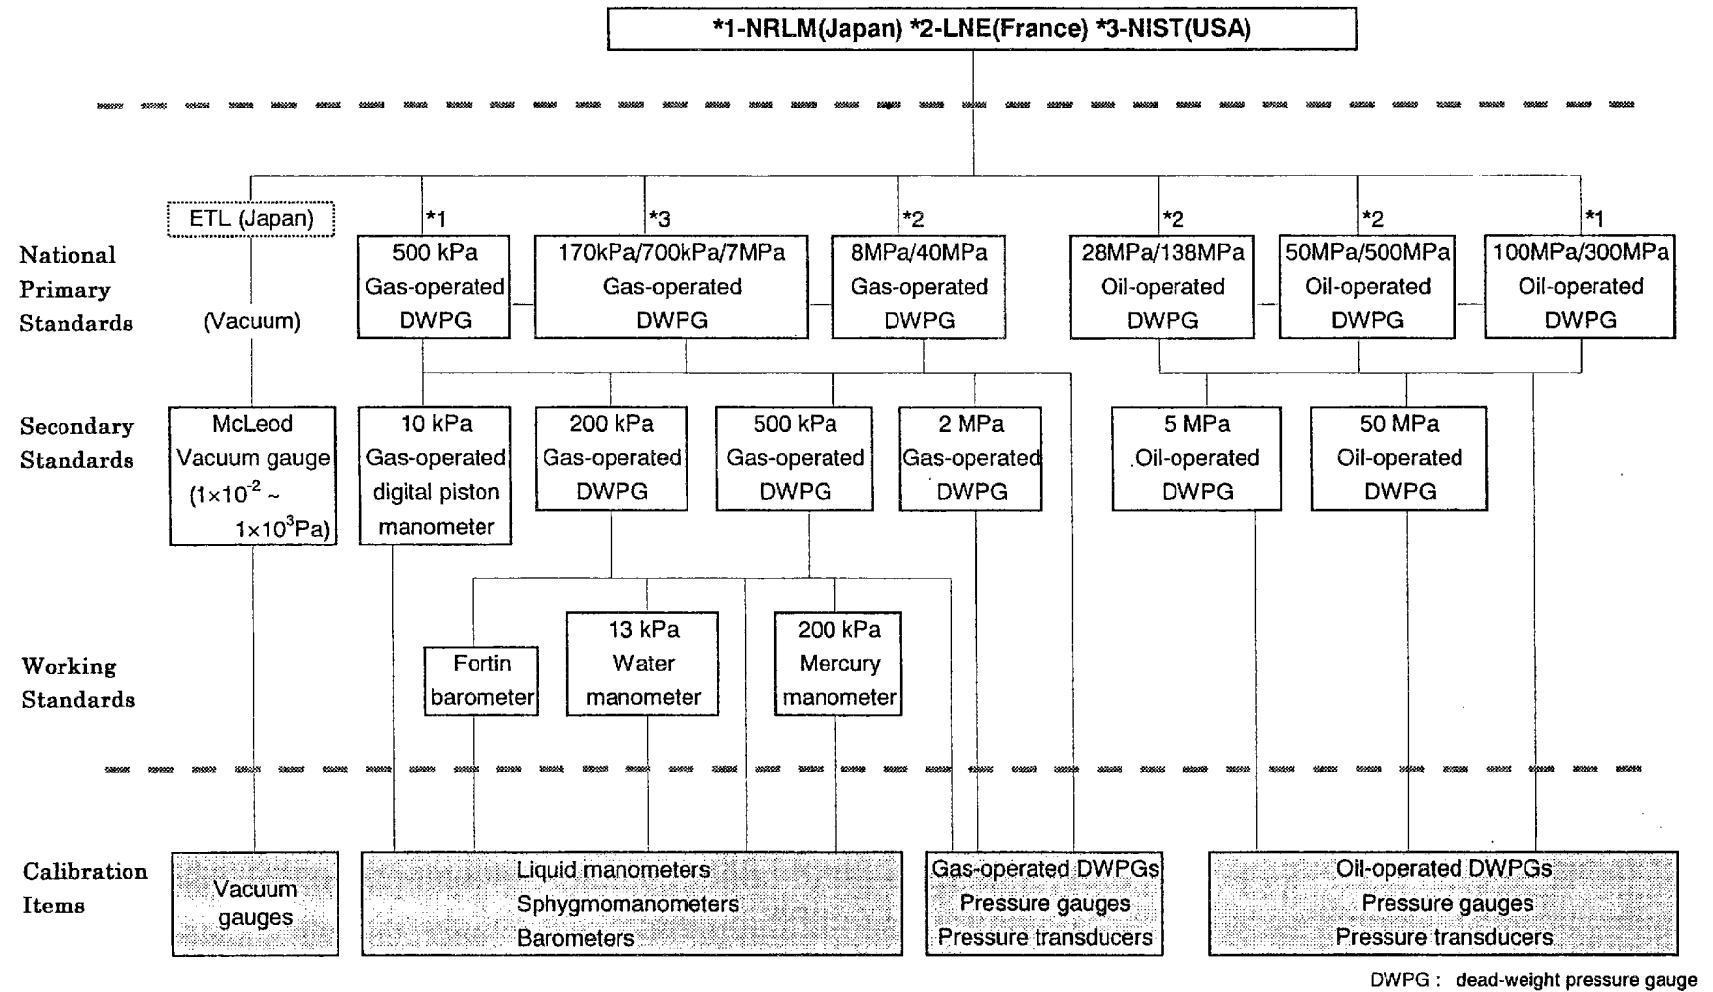 *1-NRLM(Japan) *2-LNE(France) *3-NIST(USA)
ETL (Japan)
*1
*3
*2
*2
*2
*1
National
Primary
Standards
(Vacuum)
500 kPa
Gas-operated
DWPG
170kPa/700kPa/7MPa
Gas-operated
DWPG
8MPa/40MPa
Gas-operated
DWPG
28MPa/138MPa
Oil-operated
DWPG
50MPa/500MPa
Oil-operated
DWPG
100MPa/300MPa
Oil-operated
DWPG
Secondary
Standards
McLeod
Vacuum gauge
(1×10⁻² ~
1×10³Pa)
10 kPa
Gas-operated
digital piston
manometer
200 kPa
Gas-operated
DWPG
500 kPa
Gas-operated
DWPG
2 MPa
Gas-operated
DWPG
5 MPa
Oil-operated
DWPG
50 MPa
Oil-operated
DWPG
Working
Standards
Fortin
barometer
13 kPa
Water
manometer
200 kPa
Mercury
manometer
Calibration
Items
Vacuum
gauges
Liquid manometers
Sphygmomanometers
Barometers
Gas-operated DWPGs
Pressure gauges
Pressure transducers
Oil-operated DWPGs
Pressure gauges
Pressure transducers
DWPG : dead-weight pressure gauge